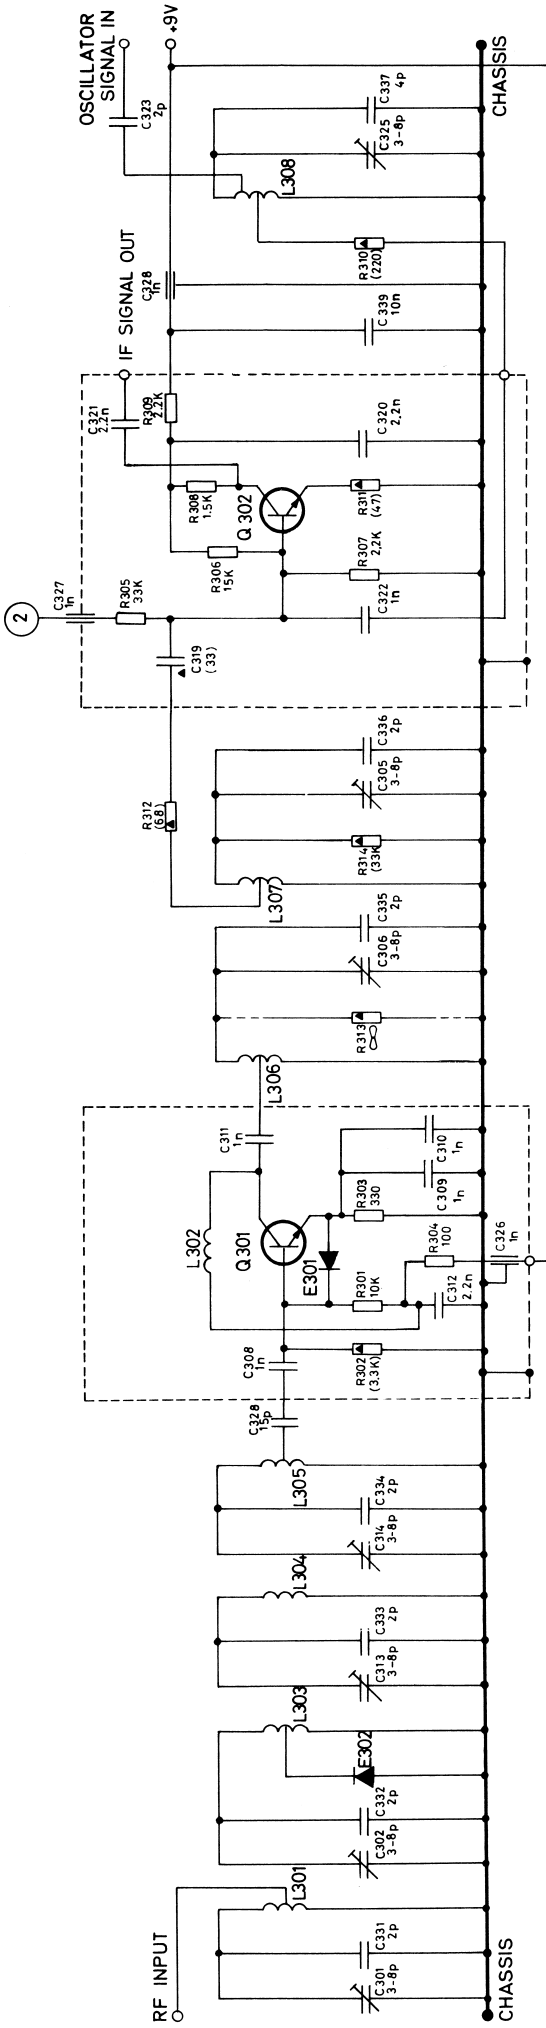 RF INPUT
CHASSIS
C301
3-8p
C331
2p
L301
C302
3-8p
C332
2p
E302
L303
C313
3-8p
C333
2p
L304
C314
3-8p
C334
2p
L305
C328
15p
C308
1n
R302
(3,3K)
R301
10K
E301
Q301
L302
C312
2.2n
R304
100
C326
1n
R303
330
C309
1n
C310
1n
C311
1n
L306
R313
∞
C306
3-8p
C335
2p
L307
R314
(33K)
C305
3-8p
C336
2p
R312
(68)
C319
(33)
2
C327
1n
R305
33K
R306
15K
R308
1.5K
Q302
C322
1n
R307
2,2K
R311
(47)
C320
2.2n
R309
2.2K
C321
2.2n
IF SIGNAL OUT
C328
1n
C339
10n
R310
(220)
L308
C325
3-8p
C337
4p
C323
2p
OSCILLATOR
SIGNAL IN
+9V
CHASSIS